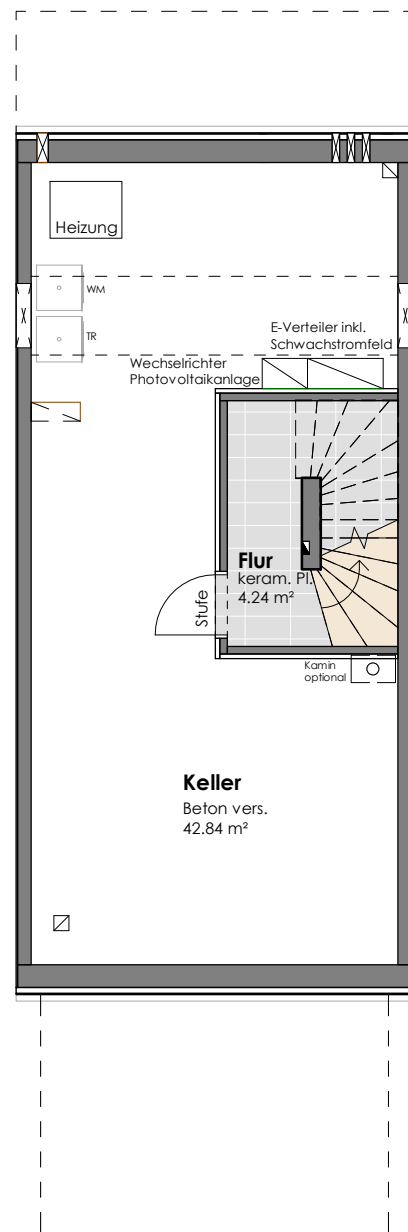 Heizung
WM
TR
E-Verteiler inkl.
Schwachstromfeld
Wechselrichter
Photovoltaikanlage
Flur
keram. Pl.
4.24 m²
Stufe
Kamin
optional
Keller
Beton vers.
42.84 m²